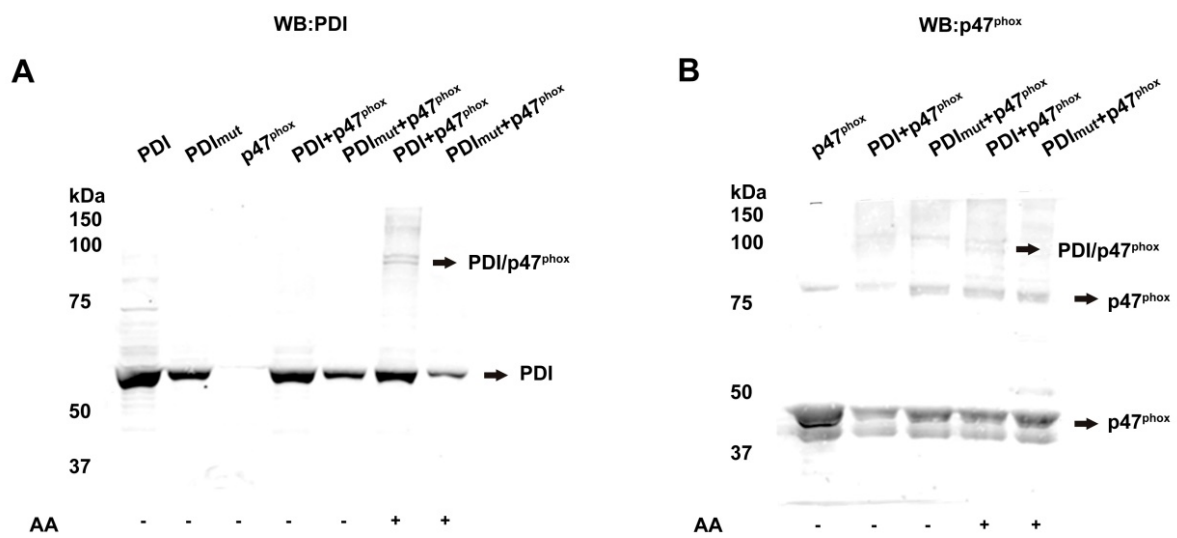 WB:PDI
WB:p47phox
A
B
PDI
PDImut
p47phox
PDI+p47phox
PDImut+p47phox
PDI+p47phox
PDImut+p47phox
p47phox
PDI+p47phox
PDImut+p47phox
PDI+p47phox
PDImut+p47phox
kDa
150
100
75
50
37
PDI/p47phox
PDI
AA - - - - - + +
kDa
150
100
75
50
37
PDI/p47phox
p47phox
p47phox
AA - - - + +